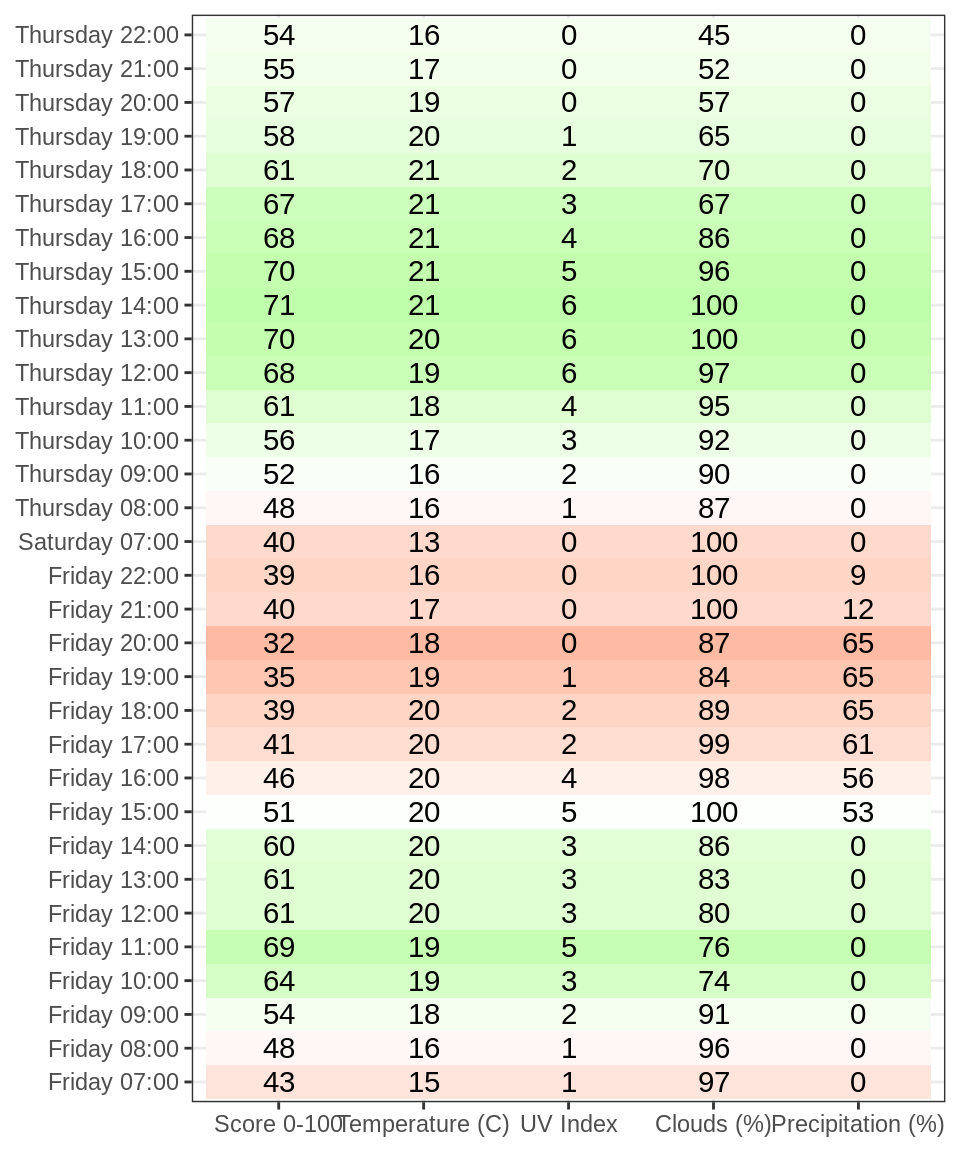 Thursday 22:00 54 16 0 45 0
Thursday 21:00 55 17 0 52 0
Thursday 20:00 57 19 0 57 0
Thursday 19:00 58 20 1 65 0
Thursday 18:00 61 21 2 70 0
Thursday 17:00 67 21 3 67 0
Thursday 16:00 68 21 4 86 0
Thursday 15:00 70 21 5 96 0
Thursday 14:00 71 21 6 100 0
Thursday 13:00 70 20 6 100 0
Thursday 12:00 68 19 6 97 0
Thursday 11:00 61 18 4 95 0
Thursday 10:00 56 17 3 92 0
Thursday 09:00 52 16 2 90 0
Thursday 08:00 48 16 1 87 0
Saturday 07:00 40 13 0 100 0
Friday 22:00 39 16 0 100 9
Friday 21:00 40 17 0 100 12
Friday 20:00 32 18 0 87 65
Friday 19:00 35 19 1 84 65
Friday 18:00 39 20 2 89 65
Friday 17:00 41 20 2 99 61
Friday 16:00 46 20 4 98 56
Friday 15:00 51 20 5 100 53
Friday 14:00 60 20 3 86 0
Friday 13:00 61 20 3 83 0
Friday 12:00 61 20 3 80 0
Friday 11:00 69 19 5 76 0
Friday 10:00 64 19 3 74 0
Friday 09:00 54 18 2 91 0
Friday 08:00 48 16 1 96 0
Friday 07:00 43 15 1 97 0
Score 0-100 Temperature (C) UV Index Clouds (%) Precipitation (%)